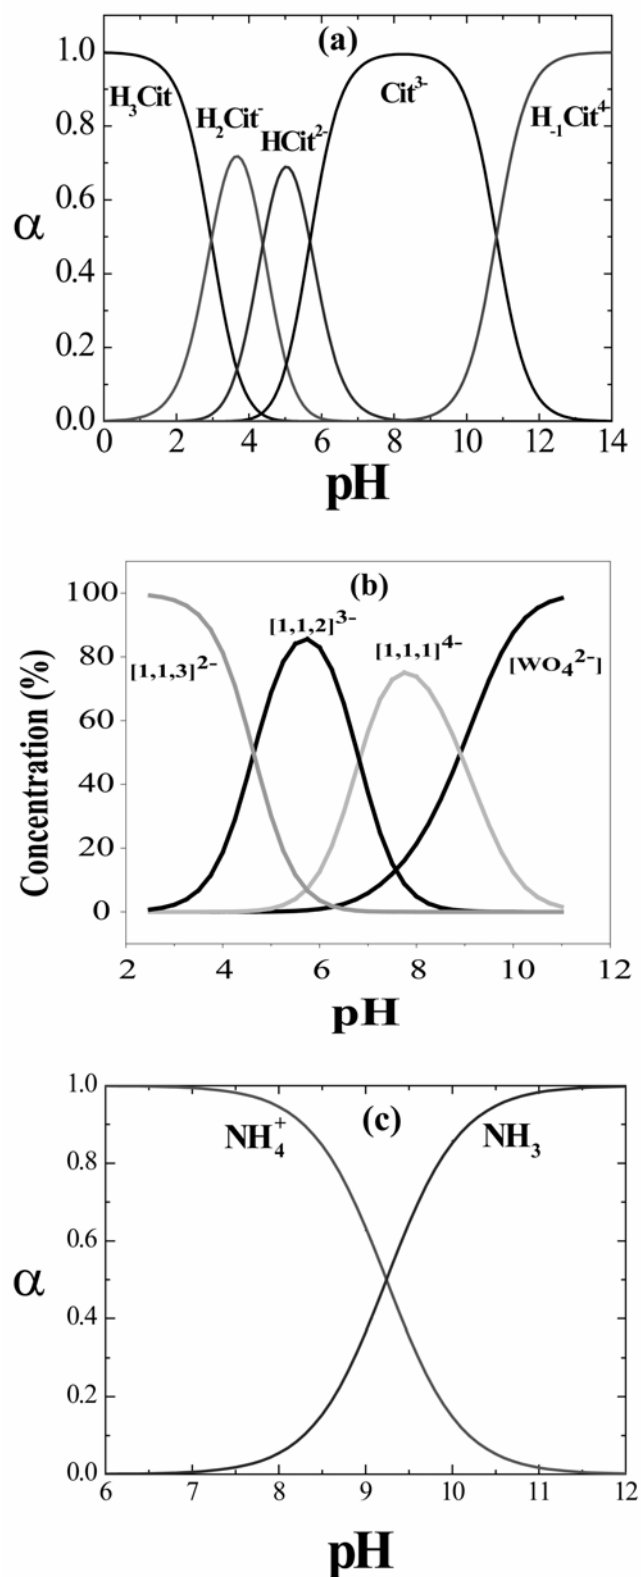 (a)
1.0
H₃Cit
H₂Cit⁻
HCit²⁻
Cit³⁻
H₋₁Cit⁴⁻
0.8
0.6
α
0.4
0.2
0.0
0 2 4 6 8 10 12 14
pH
(b)
100
[1,1,3]²⁻
[1,1,2]³⁻
[1,1,1]⁴⁻
[WO₄²⁻]
80
60
40
20
0
Concentration (%)
2 4 6 8 10 12
pH
(c)
1.0
NH₄⁺
NH₃
0.8
0.6
α
0.4
0.2
0.0
6 7 8 9 10 11 12
pH